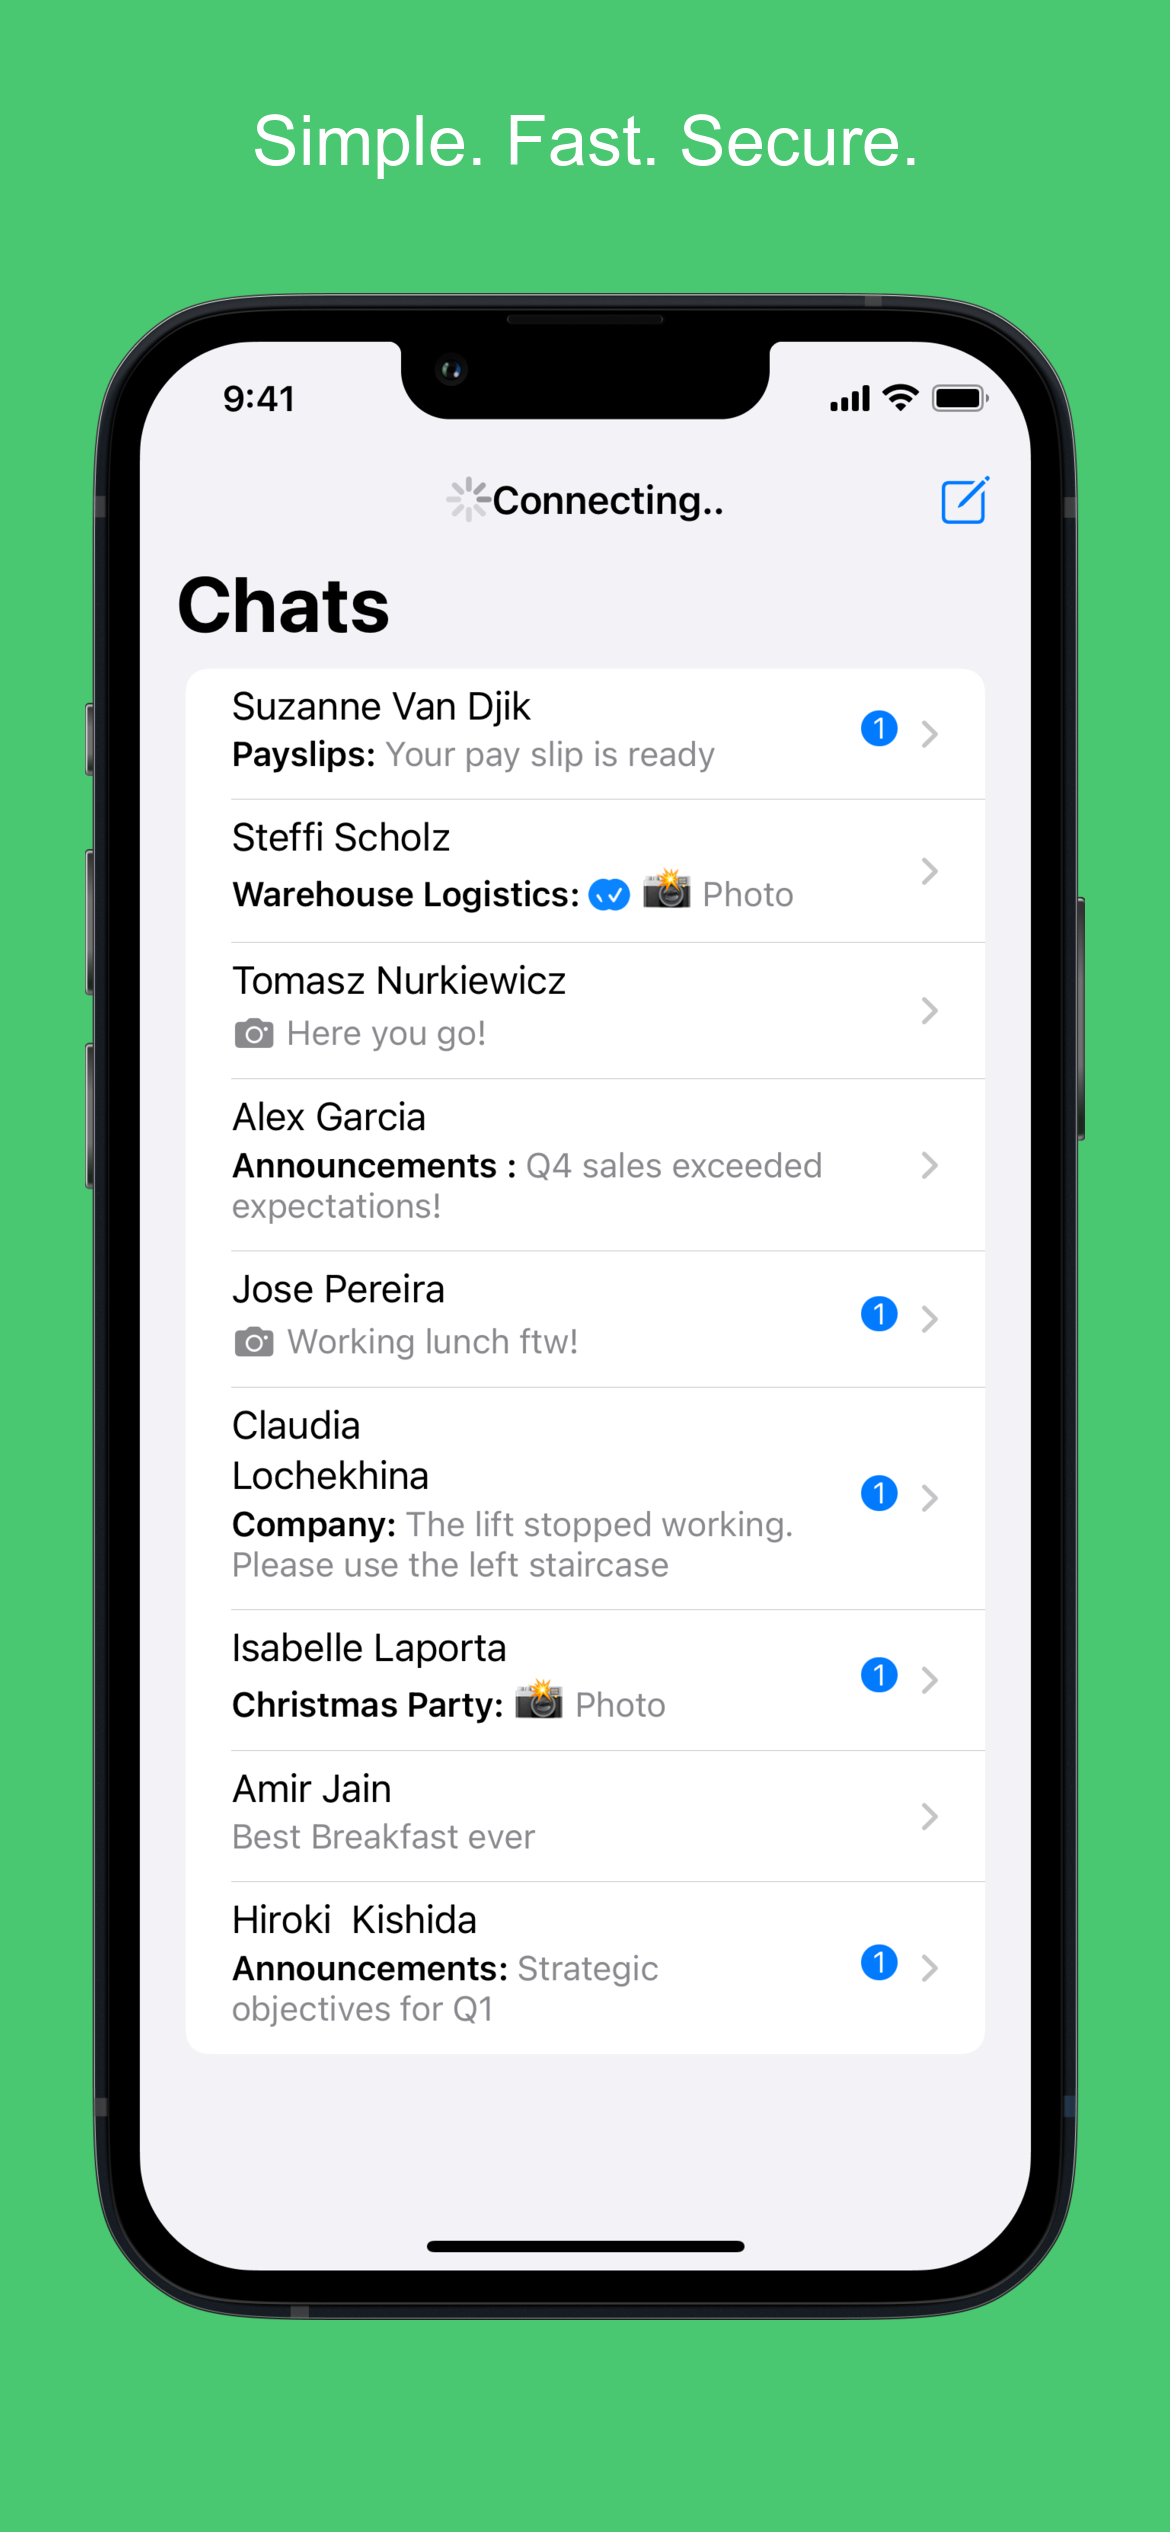 Simple. Fast. Secure.
9:41
Connecting..
Chats
Suzanne Van Djik
Payslips: Your pay slip is ready
1
Steffi Scholz
Warehouse Logistics: 📸 Photo
Tomasz Nurkiewicz
Here you go!
Alex Garcia
Announcements : Q4 sales exceeded
expectations!
Jose Pereira
Working lunch ftw!
1
Claudia
Lochekhina
Company: The lift stopped working.
Please use the left staircase
1
Isabelle Laporta
Christmas Party: 📸 Photo
1
Amir Jain
Best Breakfast ever
Hiroki  Kishida
Announcements: Strategic
objectives for Q1
1